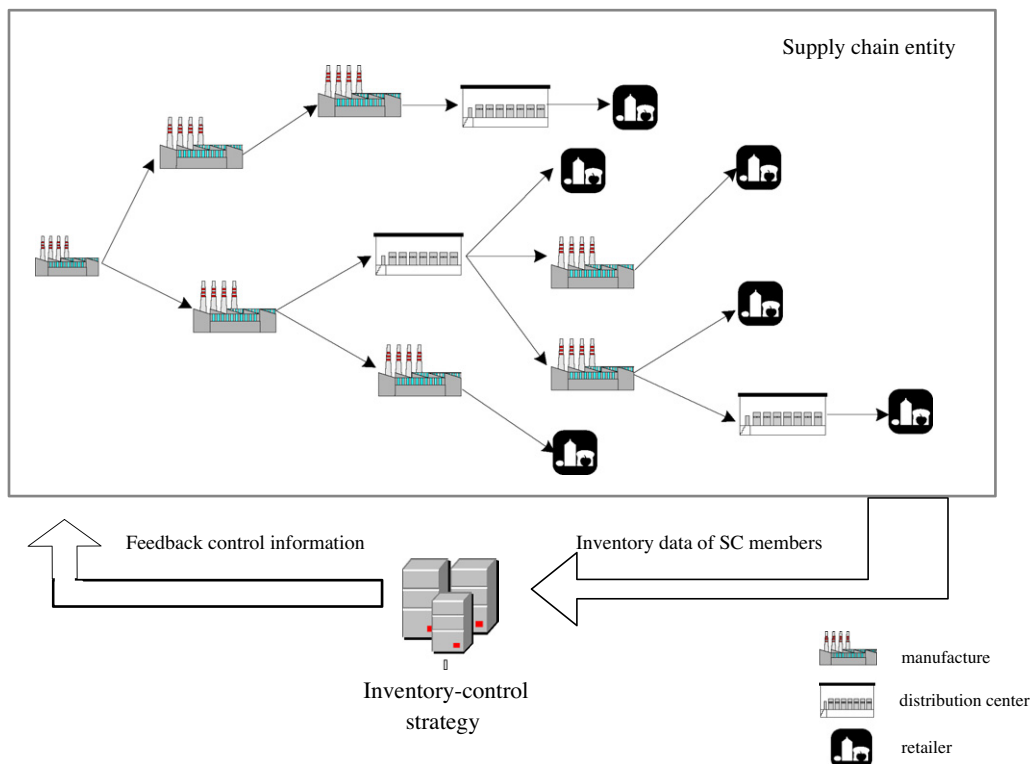 Supply chain entity
Feedback control information
Inventory data of SC members
Inventory-control
strategy
manufacture
distribution center
retailer